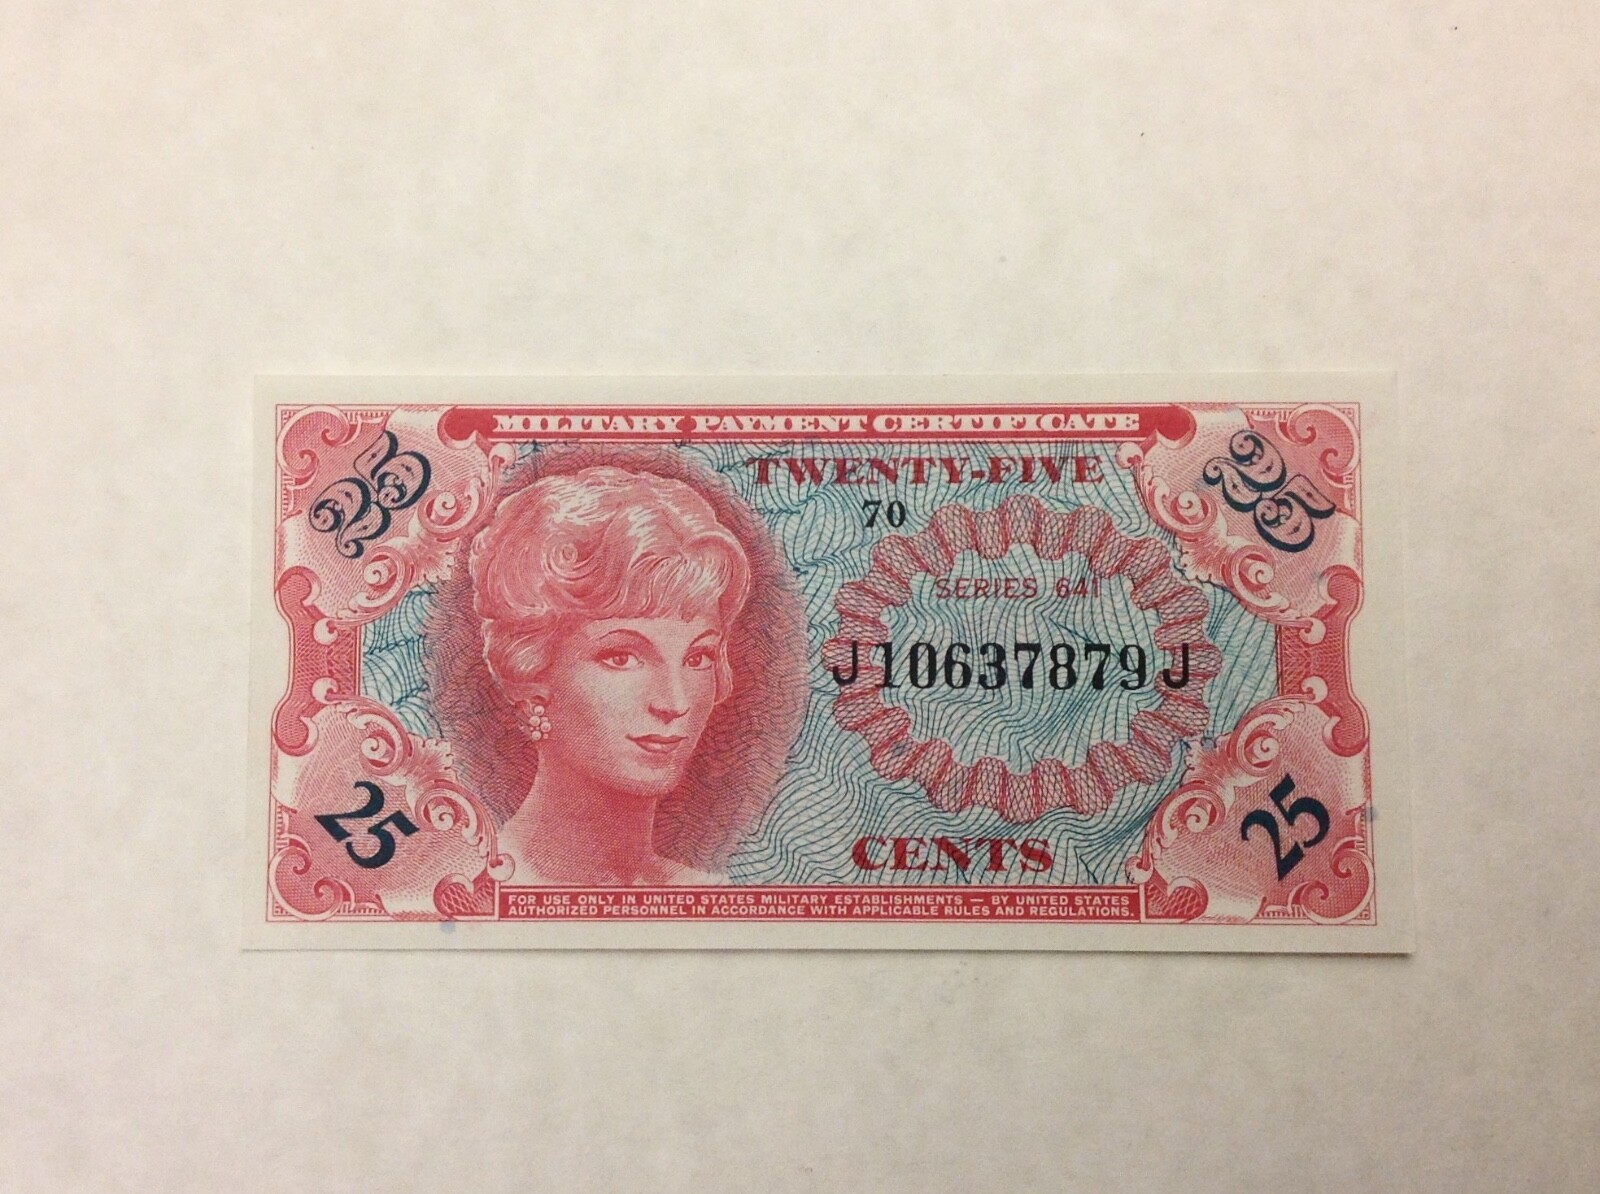 MILITARY PAYMENT CERTIFICATE
25
TWENTY-FIVE
25
70
SERIES 641
J10637879J
25
CENTS
25
FOR USE ONLY IN UNITED STATES MILITARY ESTABLISHMENTS — BY UNITED STATES
AUTHORIZED PERSONNEL IN ACCORDANCE WITH APPLICABLE RULES AND REGULATIONS.